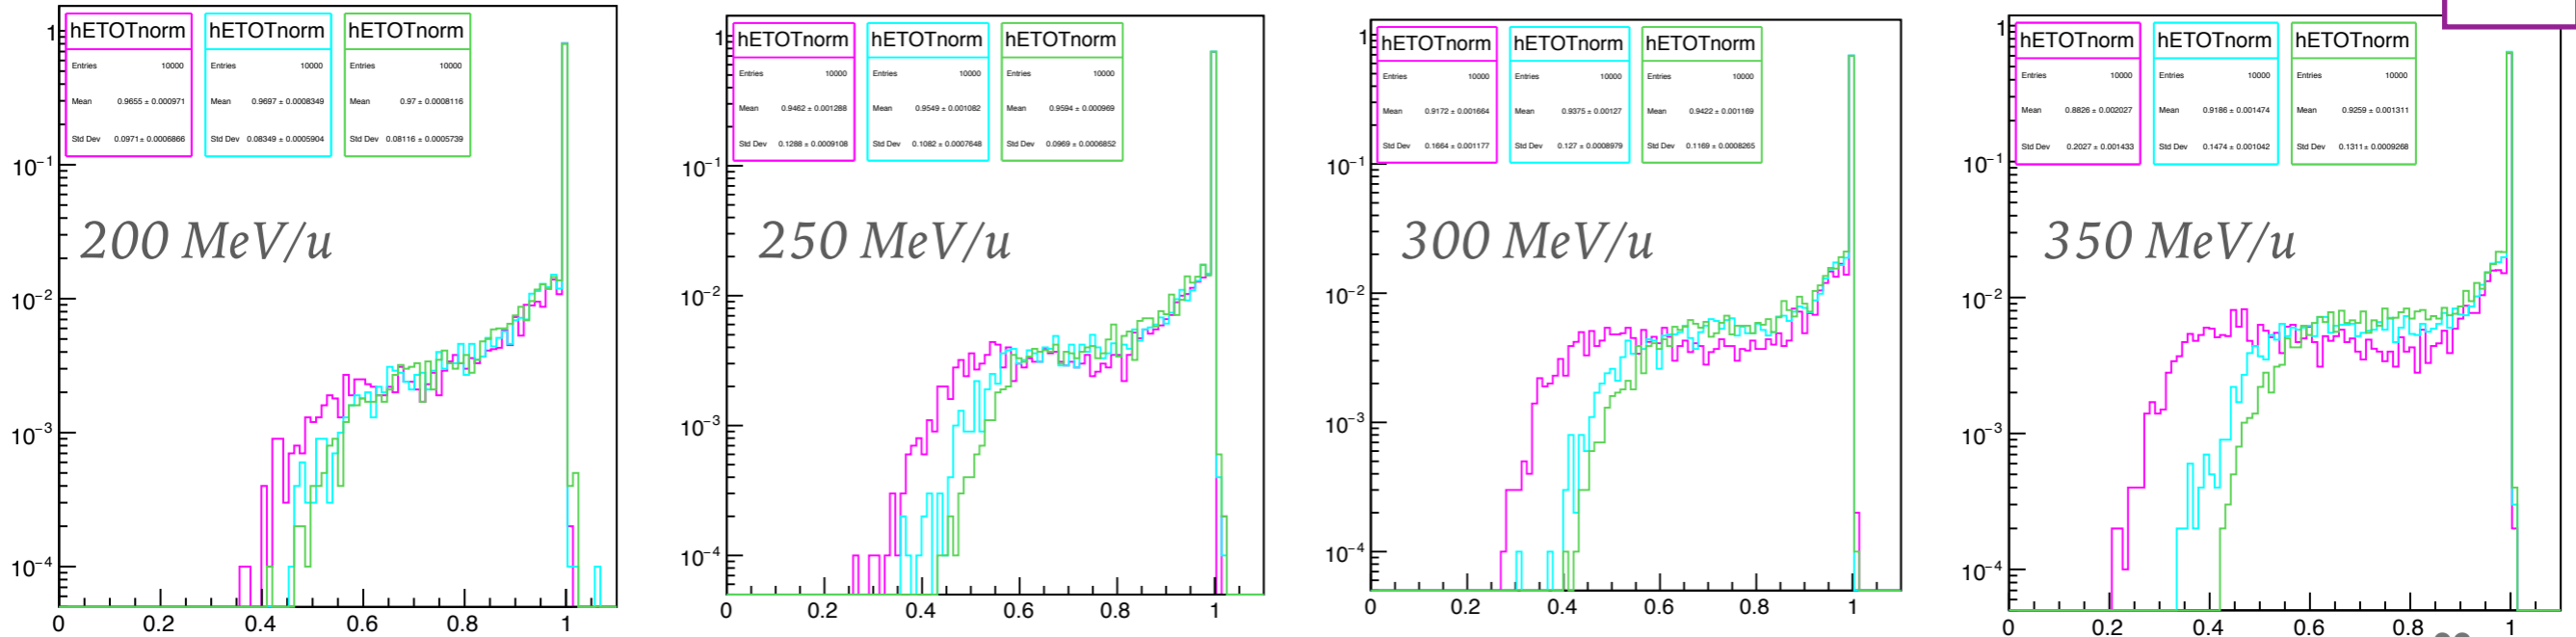 hETOTnorm hETOTnorm hETOTnorm
Entries 10000 Entries 10000 Entries 10000
Mean 0.9655 ± 0.000971 Mean 0.9697 ± 0.0008349 Mean 0.97 ± 0.0008116
Std Dev 0.0971 ± 0.0006866 Std Dev 0.08349 ± 0.0005904 Std Dev 0.08116 ± 0.0005739
200 MeV/u
1
10⁻¹
10⁻²
10⁻³
10⁻⁴
0 0.2 0.4 0.6 0.8 1
hETOTnorm hETOTnorm hETOTnorm
Entries 10000 Entries 10000 Entries 10000
Mean 0.9462 ± 0.001288 Mean 0.9549 ± 0.001082 Mean 0.9594 ± 0.000969
Std Dev 0.1288 ± 0.0009108 Std Dev 0.1082 ± 0.0007648 Std Dev 0.0969 ± 0.0006852
250 MeV/u
1
10⁻¹
10⁻²
10⁻³
10⁻⁴
0 0.2 0.4 0.6 0.8 1
hETOTnorm hETOTnorm hETOTnorm
Entries 10000 Entries 10000 Entries 10000
Mean 0.9172 ± 0.001664 Mean 0.9375 ± 0.00127 Mean 0.9422 ± 0.001169
Std Dev 0.1664 ± 0.001177 Std Dev 0.127 ± 0.0008979 Std Dev 0.1169 ± 0.0008265
300 MeV/u
1
10⁻¹
10⁻²
10⁻³
10⁻⁴
0 0.2 0.4 0.6 0.8 1
hETOTnorm hETOTnorm hETOTnorm
Entries 10000 Entries 10000 Entries 10000
Mean 0.8826 ± 0.002027 Mean 0.9186 ± 0.001474 Mean 0.9259 ± 0.001311
Std Dev 0.2027 ± 0.001433 Std Dev 0.1474 ± 0.001042 Std Dev 0.1311 ± 0.0009268
350 MeV/u
1
10⁻¹
10⁻²
10⁻³
10⁻⁴
0 0.2 0.4 0.6 0.8 1